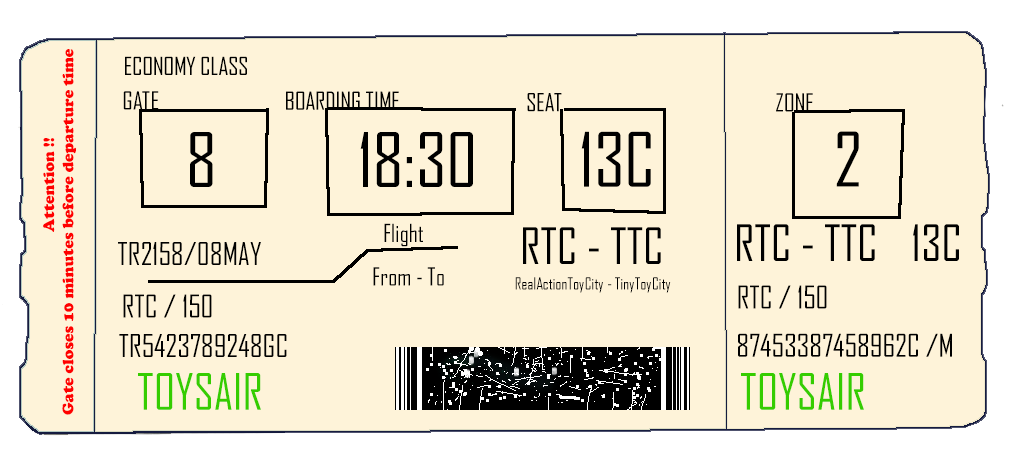 Attention !!
Gate closes 10 minutes before departure time
ECONOMY CLASS
GATE BOARDING TIME SEAT
8 18:30 13C
TR2158/08MAY
Flight
From - To
RTC - TTC
RealActionToyCity - TinyToyCity
RTC / 150
TR5423789248GC
TOYSAIR
ZONE
2
RTC - TTC 13C
RTC / 150
87453387458962C /M
TOYSAIR